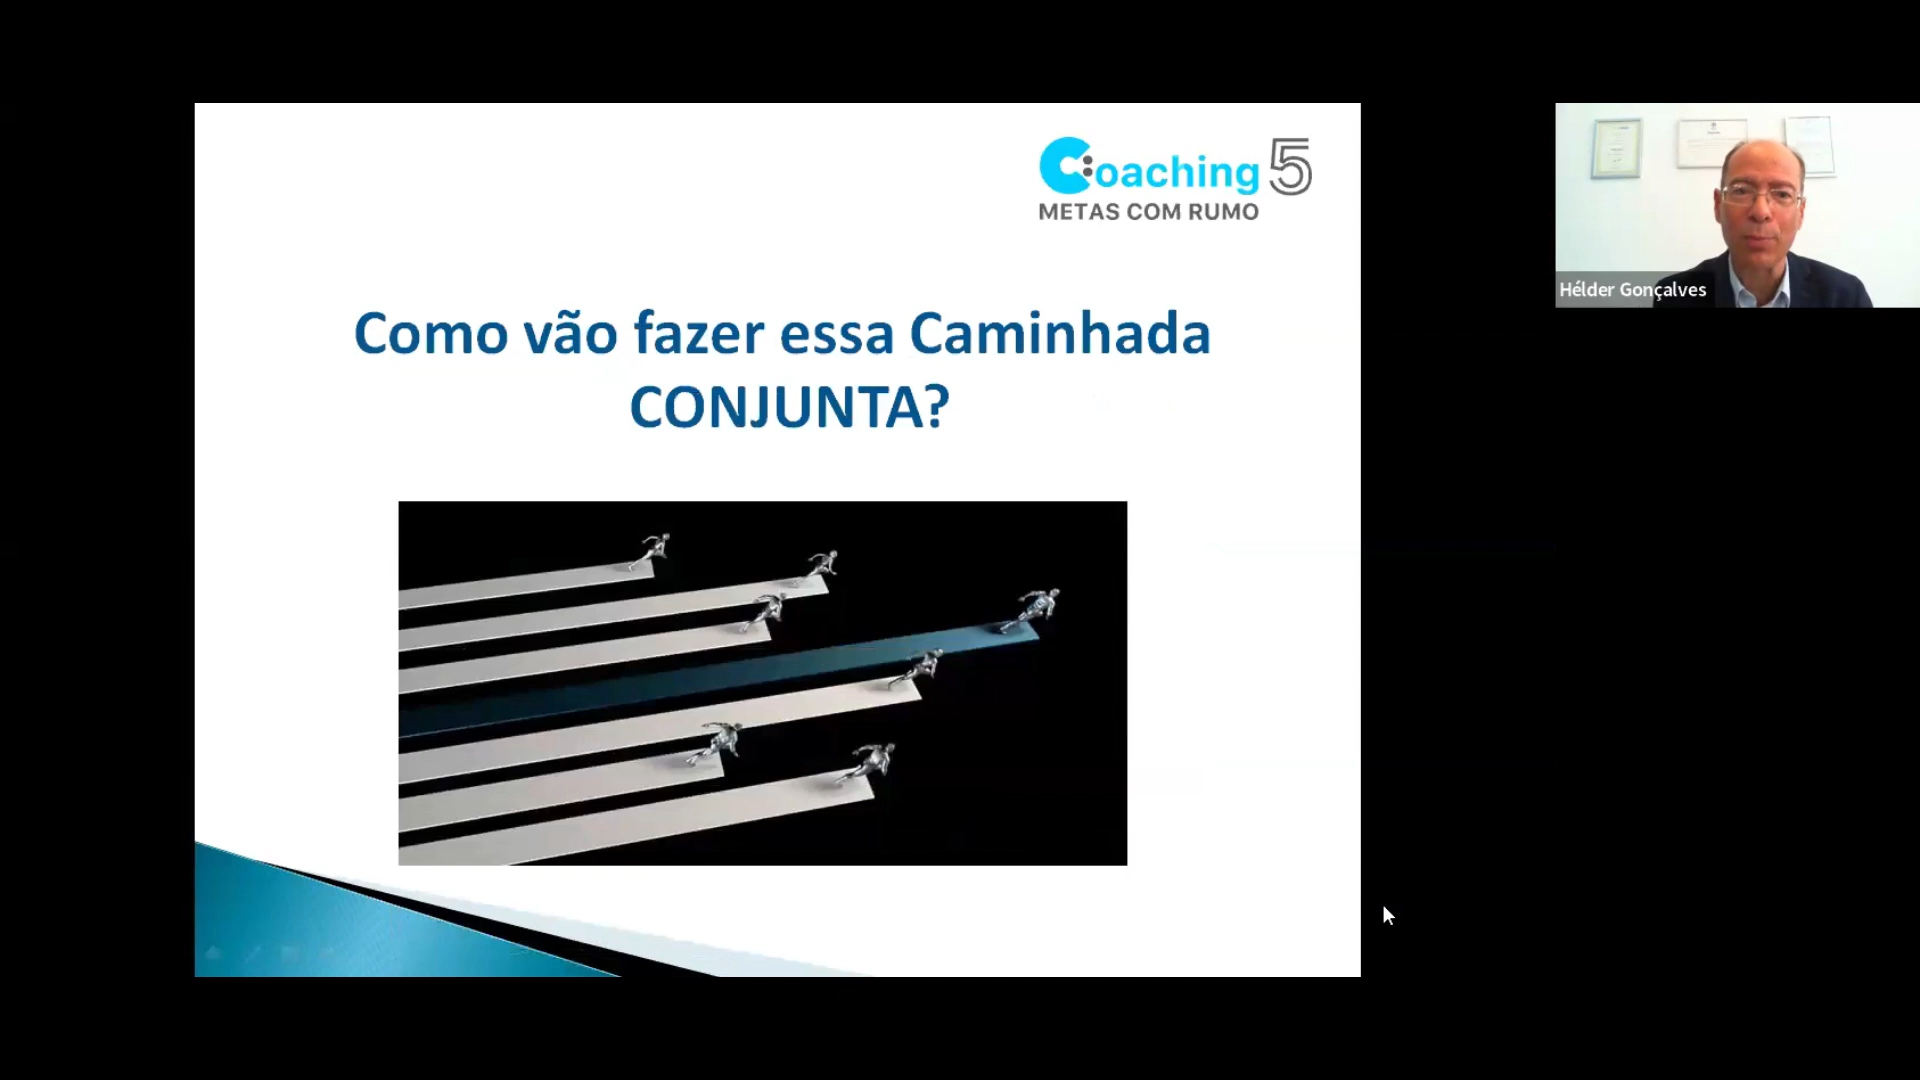 Coaching 5
METAS COM RUMO
Como vão fazer essa Caminhada
CONJUNTA?
Hélder Gonçalves